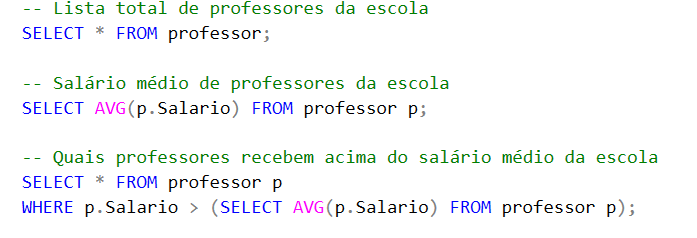 -- Lista total de professores da escola
SELECT * FROM professor;
-- Salário médio de professores da escola
SELECT AVG(p.Salario) FROM professor p;
-- Quais professores recebem acima do salário médio da escola
SELECT * FROM professor p
WHERE p.Salario > (SELECT AVG(p.Salario) FROM professor p);